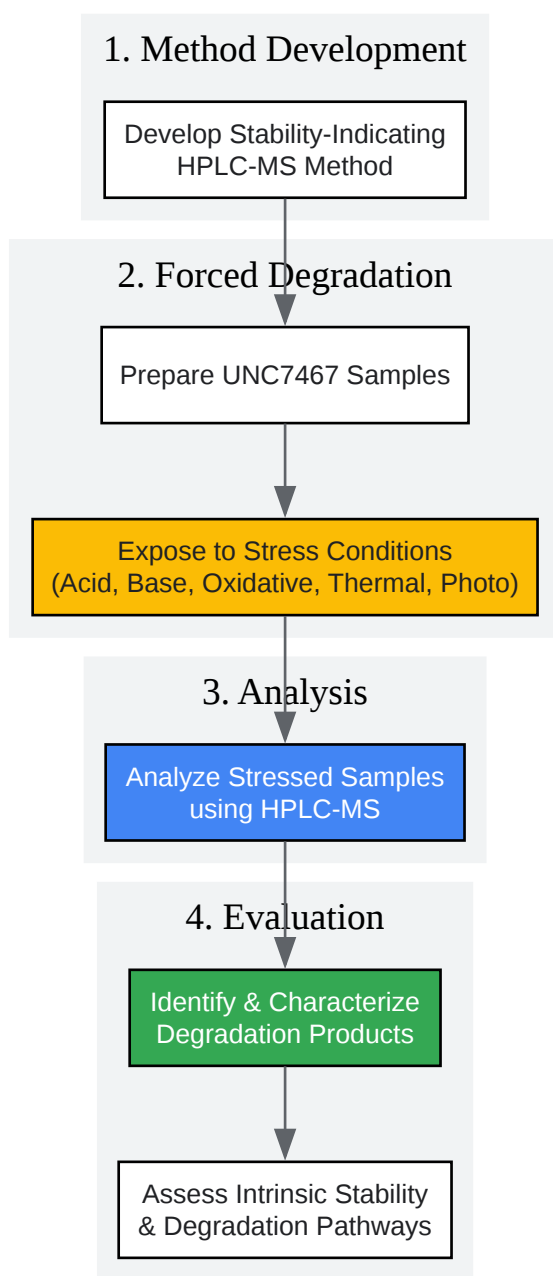 1. Method Development
Develop Stability-Indicating
HPLC-MS Method
2. Forced Degradation
Prepare UNC7467 Samples
Expose to Stress Conditions
(Acid, Base, Oxidative, Thermal, Photo)
3. Analysis
Analyze Stressed Samples
using HPLC-MS
4. Evaluation
Identify & Characterize
Degradation Products
Assess Intrinsic Stability
& Degradation Pathways